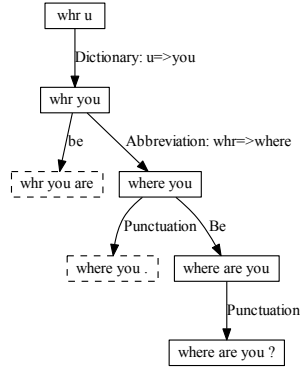 whr u
Dictionary: u=>you
whr you
be
Abbreviation: whr=>where
whr you are
where you
Punctuation
Be
where you .
where are you
Punctuation
where are you ?